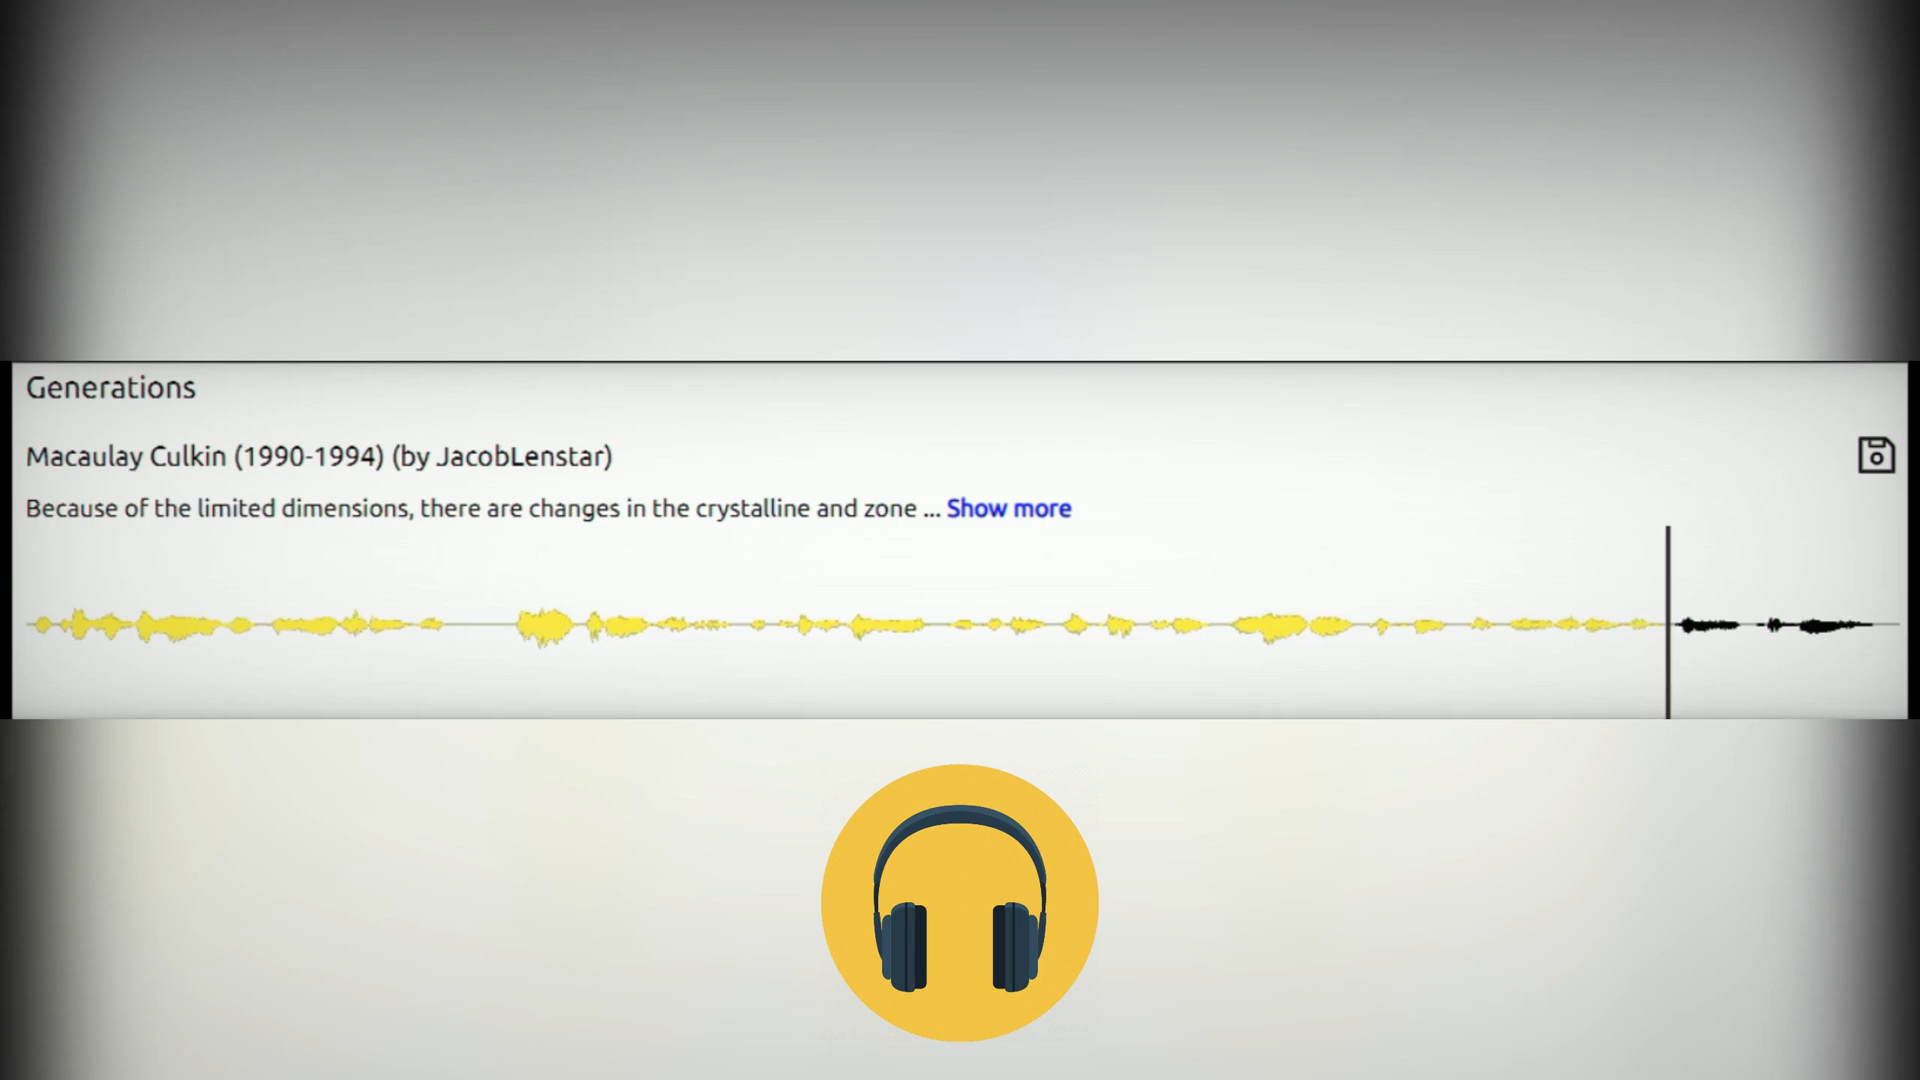 Generations
Macaulay Culkin (1990-1994) (by JacobLenstar)
Because of the limited dimensions, there are changes in the crystalline and zone ... Show more